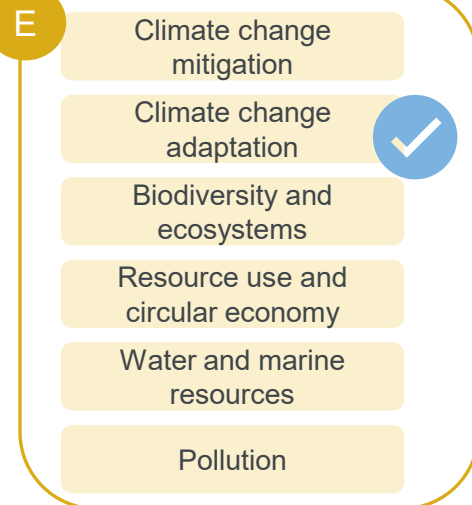 E
Climate change
mitigation
Climate change
adaptation
Biodiversity and
ecosystems
Resource use and
circular economy
Water and marine
resources
Pollution